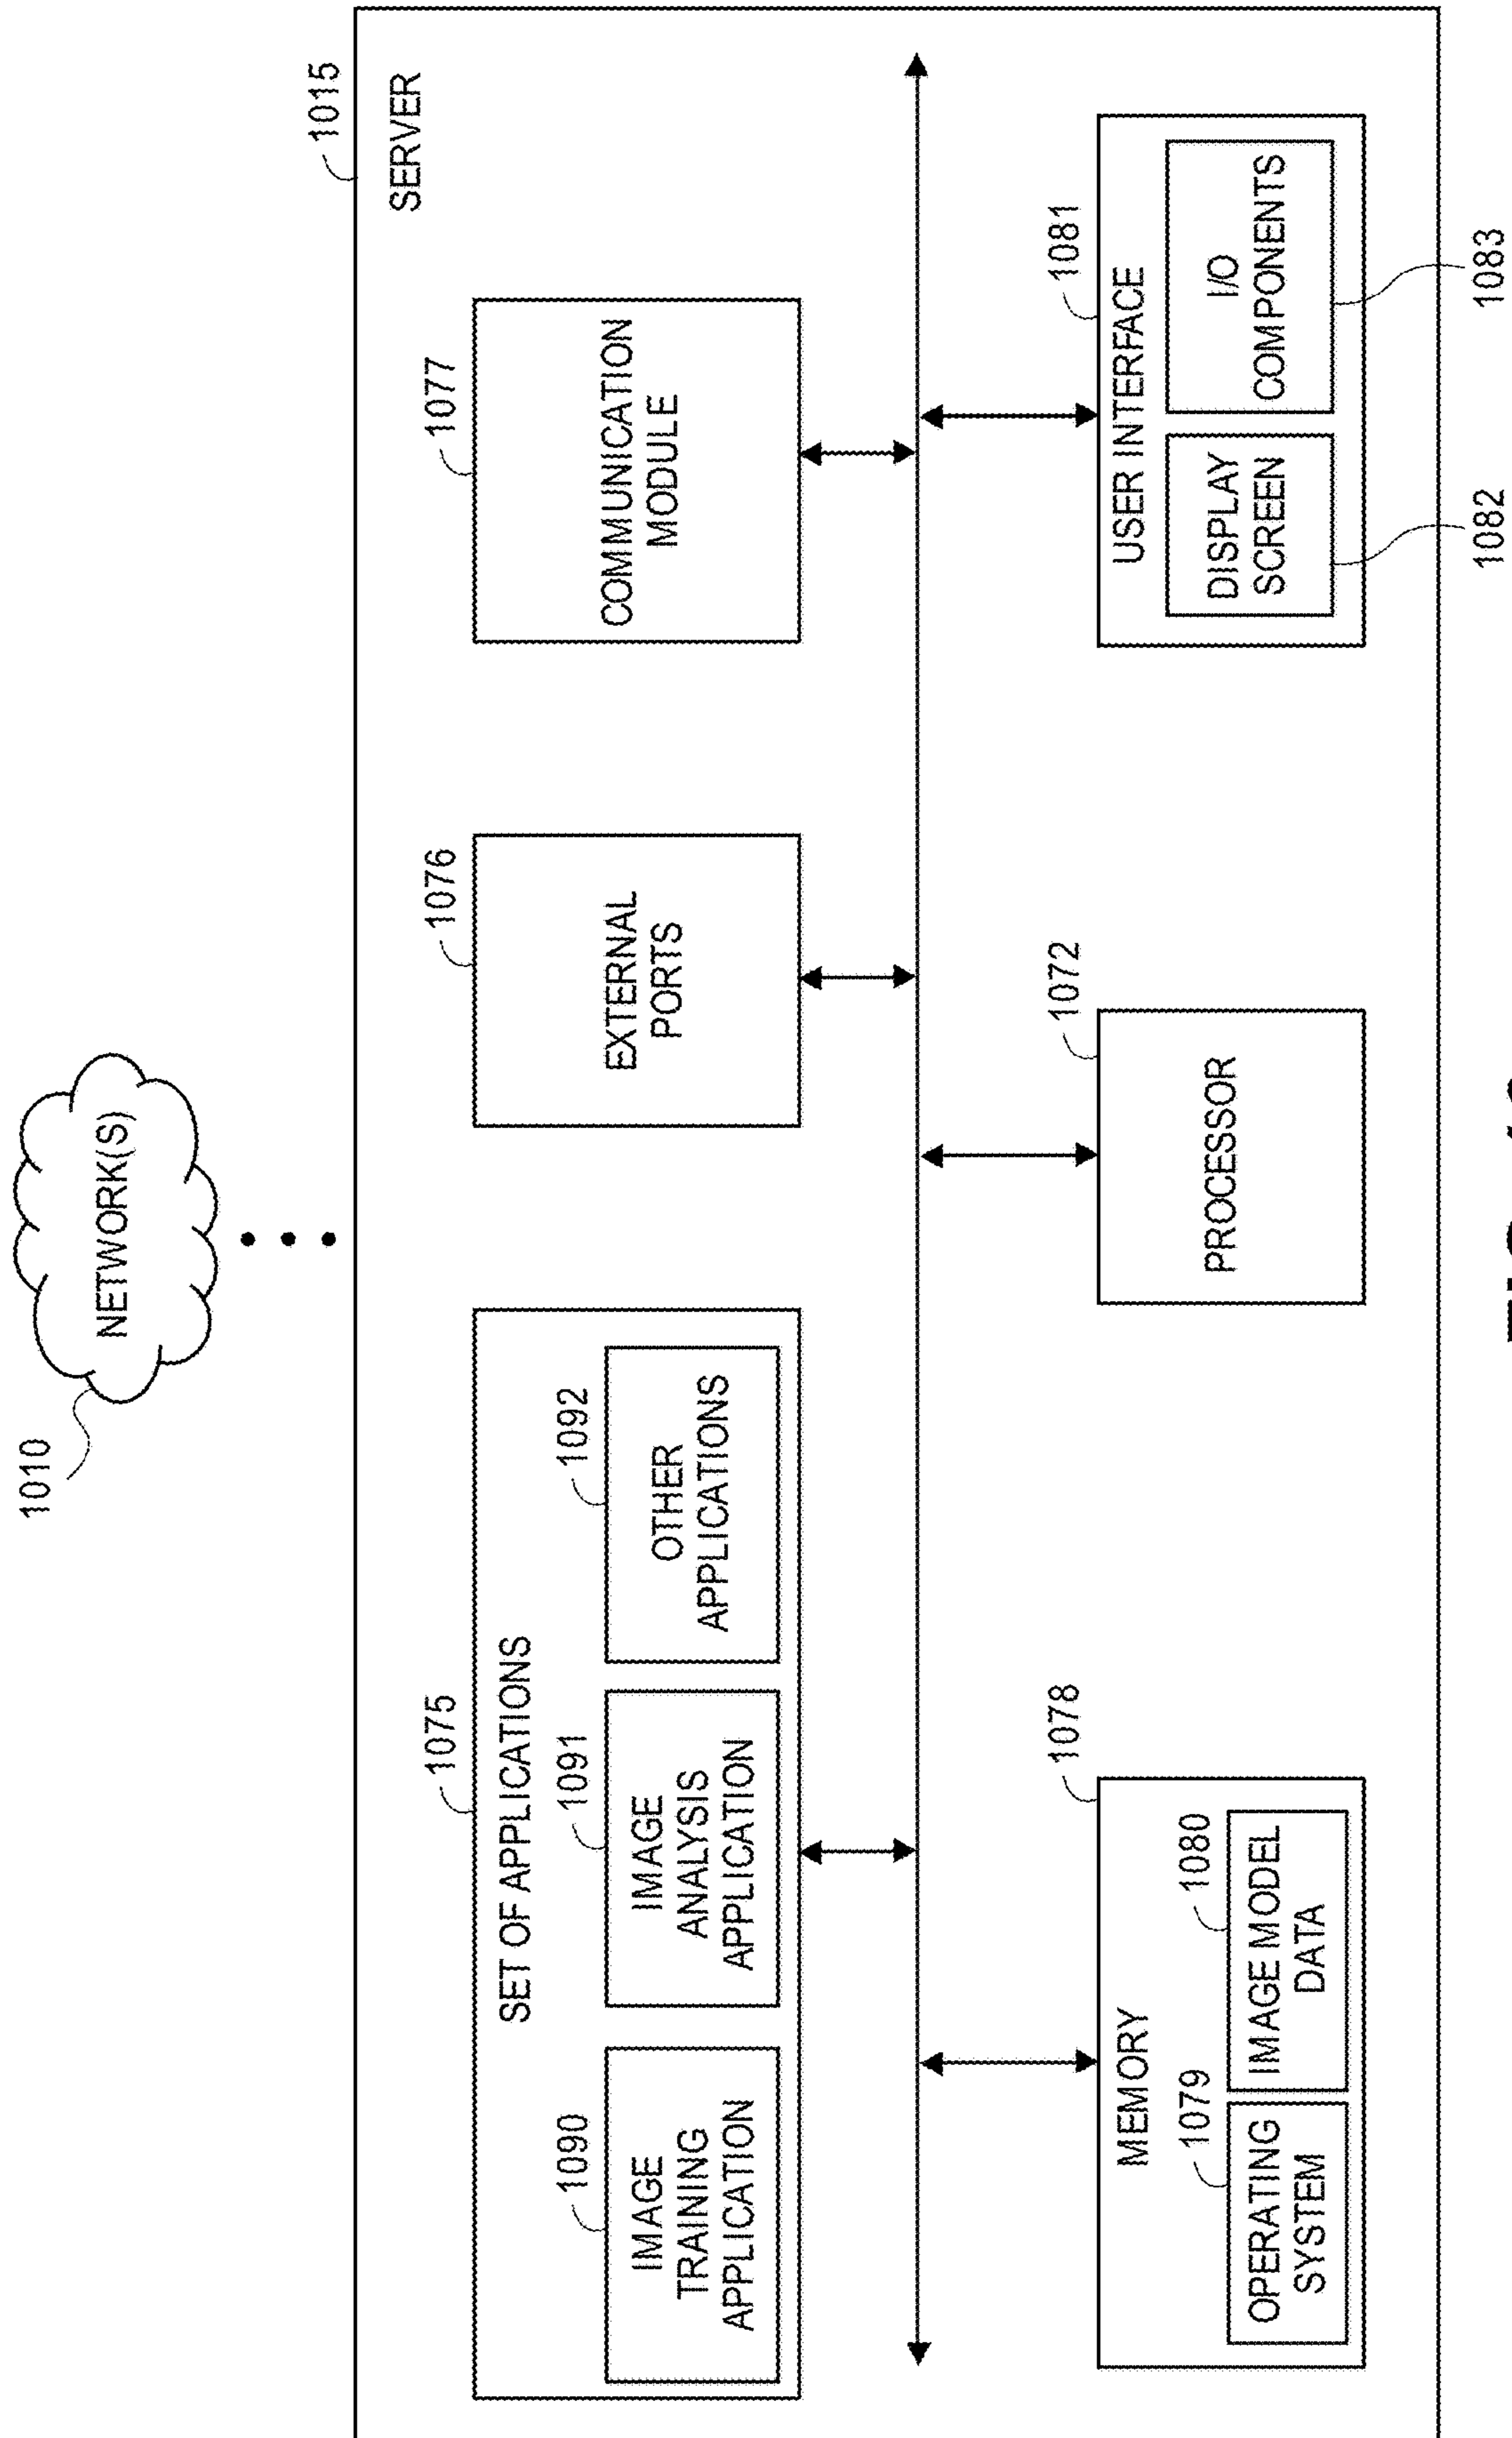 1010
NETWORK(S)
1015
SERVER
1075
SET OF APPLICATIONS
1090
IMAGE
TRAINING
APPLICATION
1091
IMAGE
ANALYSIS
APPLICATION
1092
OTHER
APPLICATIONS
1076
EXTERNAL
PORTS
1077
COMMUNICATION
MODULE
1078
MEMORY
1079
OPERATING
SYSTEM
1080
IMAGE MODEL
DATA
1072
PROCESSOR
1081
USER INTERFACE
DISPLAY
SCREEN
I/O
COMPONENTS
1082
1083